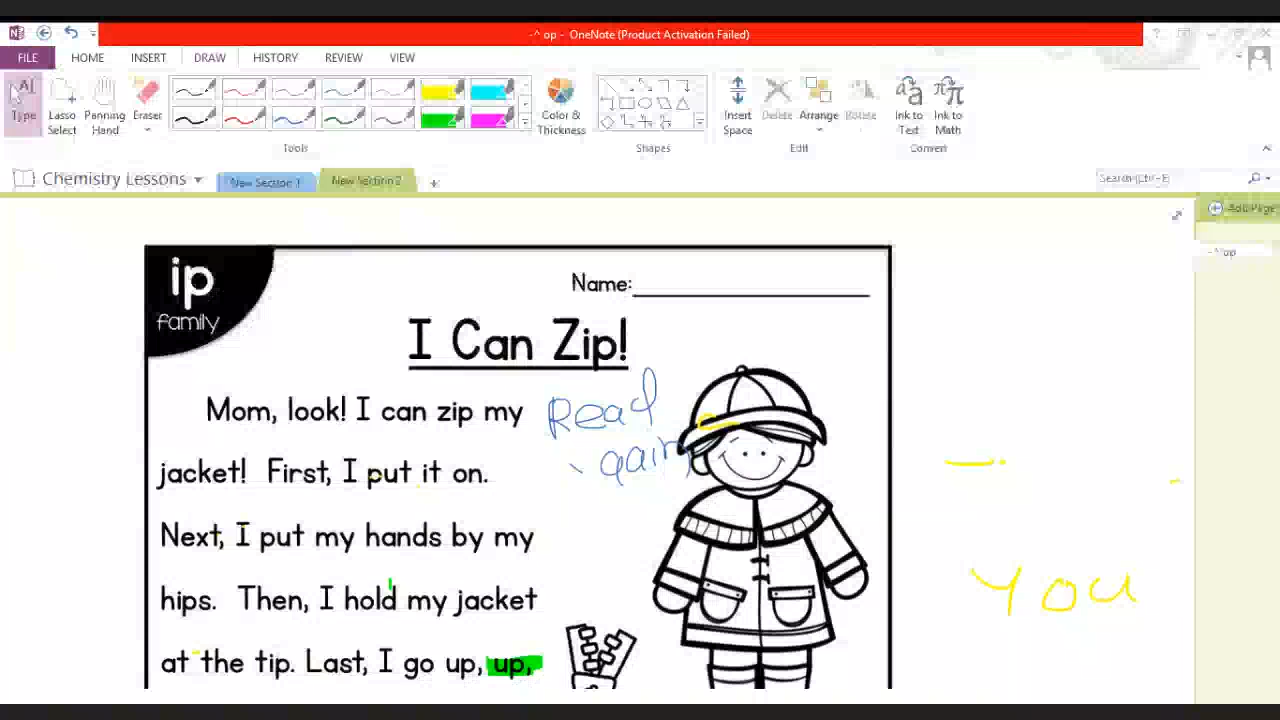 -^ op - OneNote (Product Activation Failed)
FILE HOME INSERT DRAW HISTORY REVIEW VIEW
Type
Lasso Select
Panning Hand
Eraser
Color & Thickness
Insert Space
Delete
Arrange
Rotate
Ink to Text
Ink to Math
Tools
Shapes
Edit
Convert
Chemistry Lessons
New Section 1
New Section 2
Search (Ctrl+E)
Add Page
ip
family
Name:
I Can Zip!
Mom, look! I can zip my
jacket! First, I put it on.
Next, I put my hands by my
hips. Then, I hold my jacket
at the tip. Last, I go up, up,
Read
you